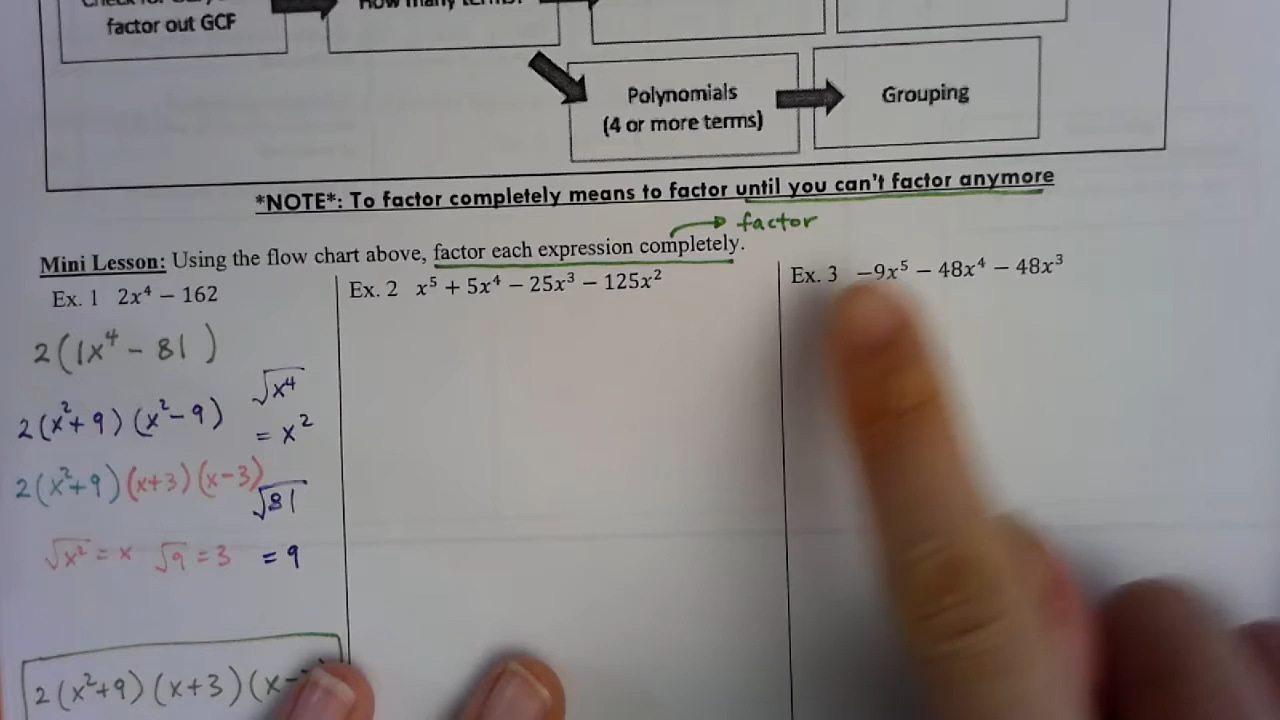 factor out GCF
How many terms?
Polynomials
(4 or more terms)
Grouping
*NOTE*: To factor completely means to factor until you can't factor anymore
factor
Mini Lesson: Using the flow chart above, factor each expression completely.
Ex. 1 2x⁴ − 162
2(1x⁴ − 81)
2(x²+9)(x²−9)
√x⁴
= x²
2(x²+9)(x+3)(x−3)
√81
= 9
√x² = x √9 = 3
2(x²+9)(x+3)(x−
Ex. 2 x⁵ + 5x⁴ − 25x³ − 125x²
Ex. 3 −9x⁵ − 48x⁴ − 48x³